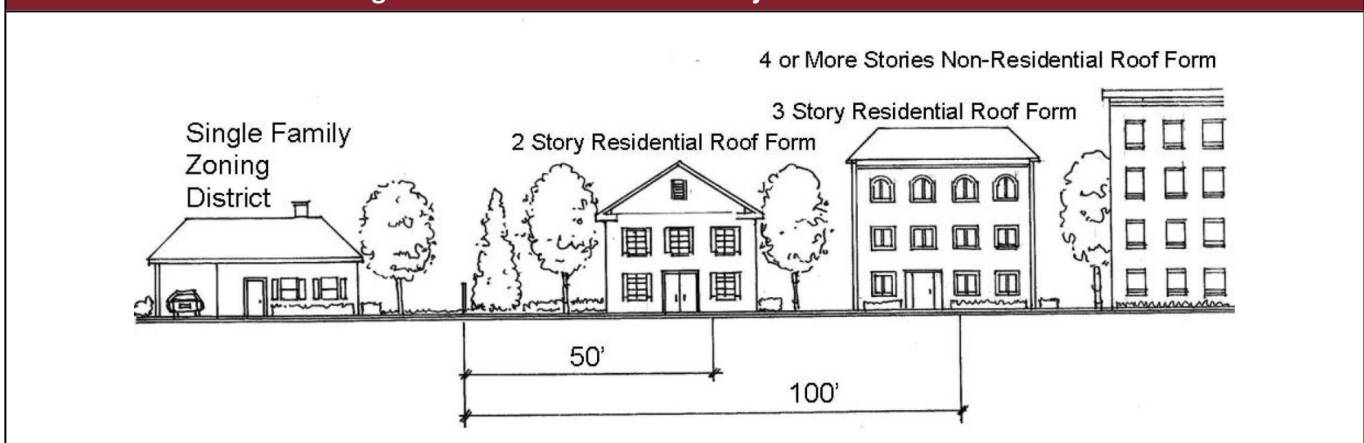 4 or More Stories Non-Residential Roof Form
3 Story Residential Roof Form
2 Story Residential Roof Form
Single Family
Zoning
District
50'
100'